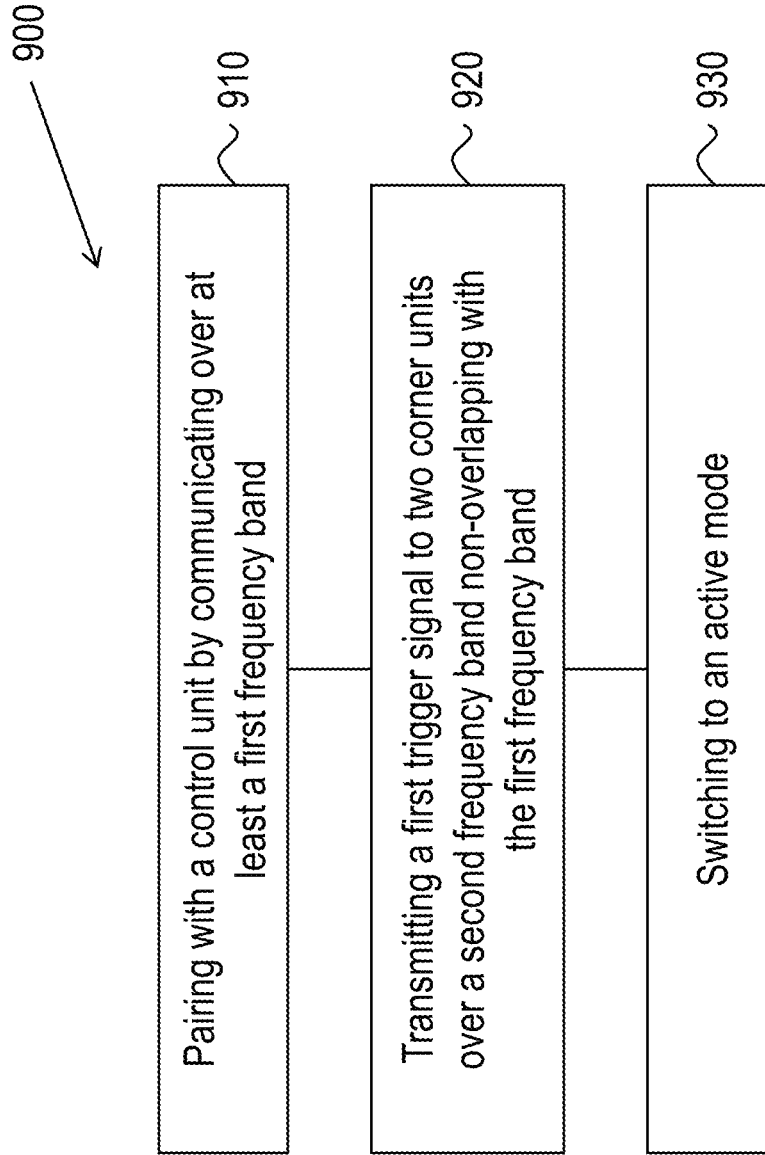 900
Pairing with a control unit by communicating over at
least a first frequency band
910
Transmitting a first trigger signal to two corner units
over a second frequency band non-overlapping with
the first frequency band
920
Switching to an active mode
930